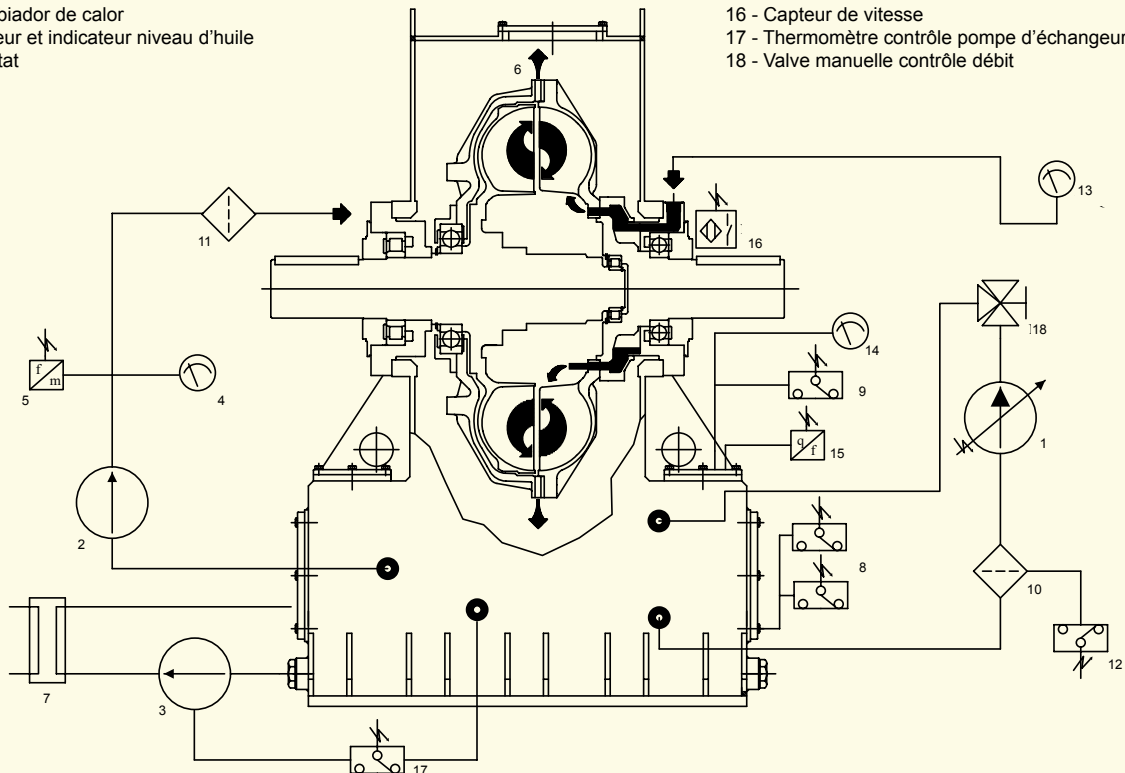 biador de calor
eur et indicateur niveau d'huile
tat
16 - Capteur de vitesse
17 - Thermomètre contrôle pompe d'échangeur
18 - Valve manuelle contrôle débit
6
13
11
16
18
14
9
f
m
5
4
q
f
15
1
2
8
10
12
7
3
17